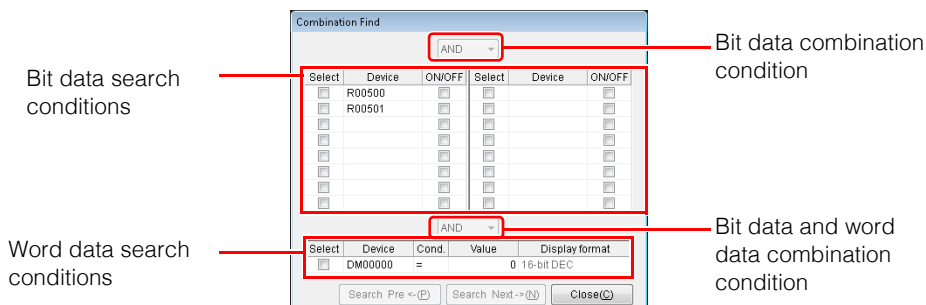 Combination Find
AND
Bit data combination
condition
Bit data search
conditions
Select Device ON/OFF Select Device ON/OFF
R00500
R00501
AND
Bit data and word
data combination
condition
Word data search
conditions
Select Device Cond. Value Display format
DM00000 = 0 16-bit DEC
Search Pre <-(P) Search Next->(N) Close(C)